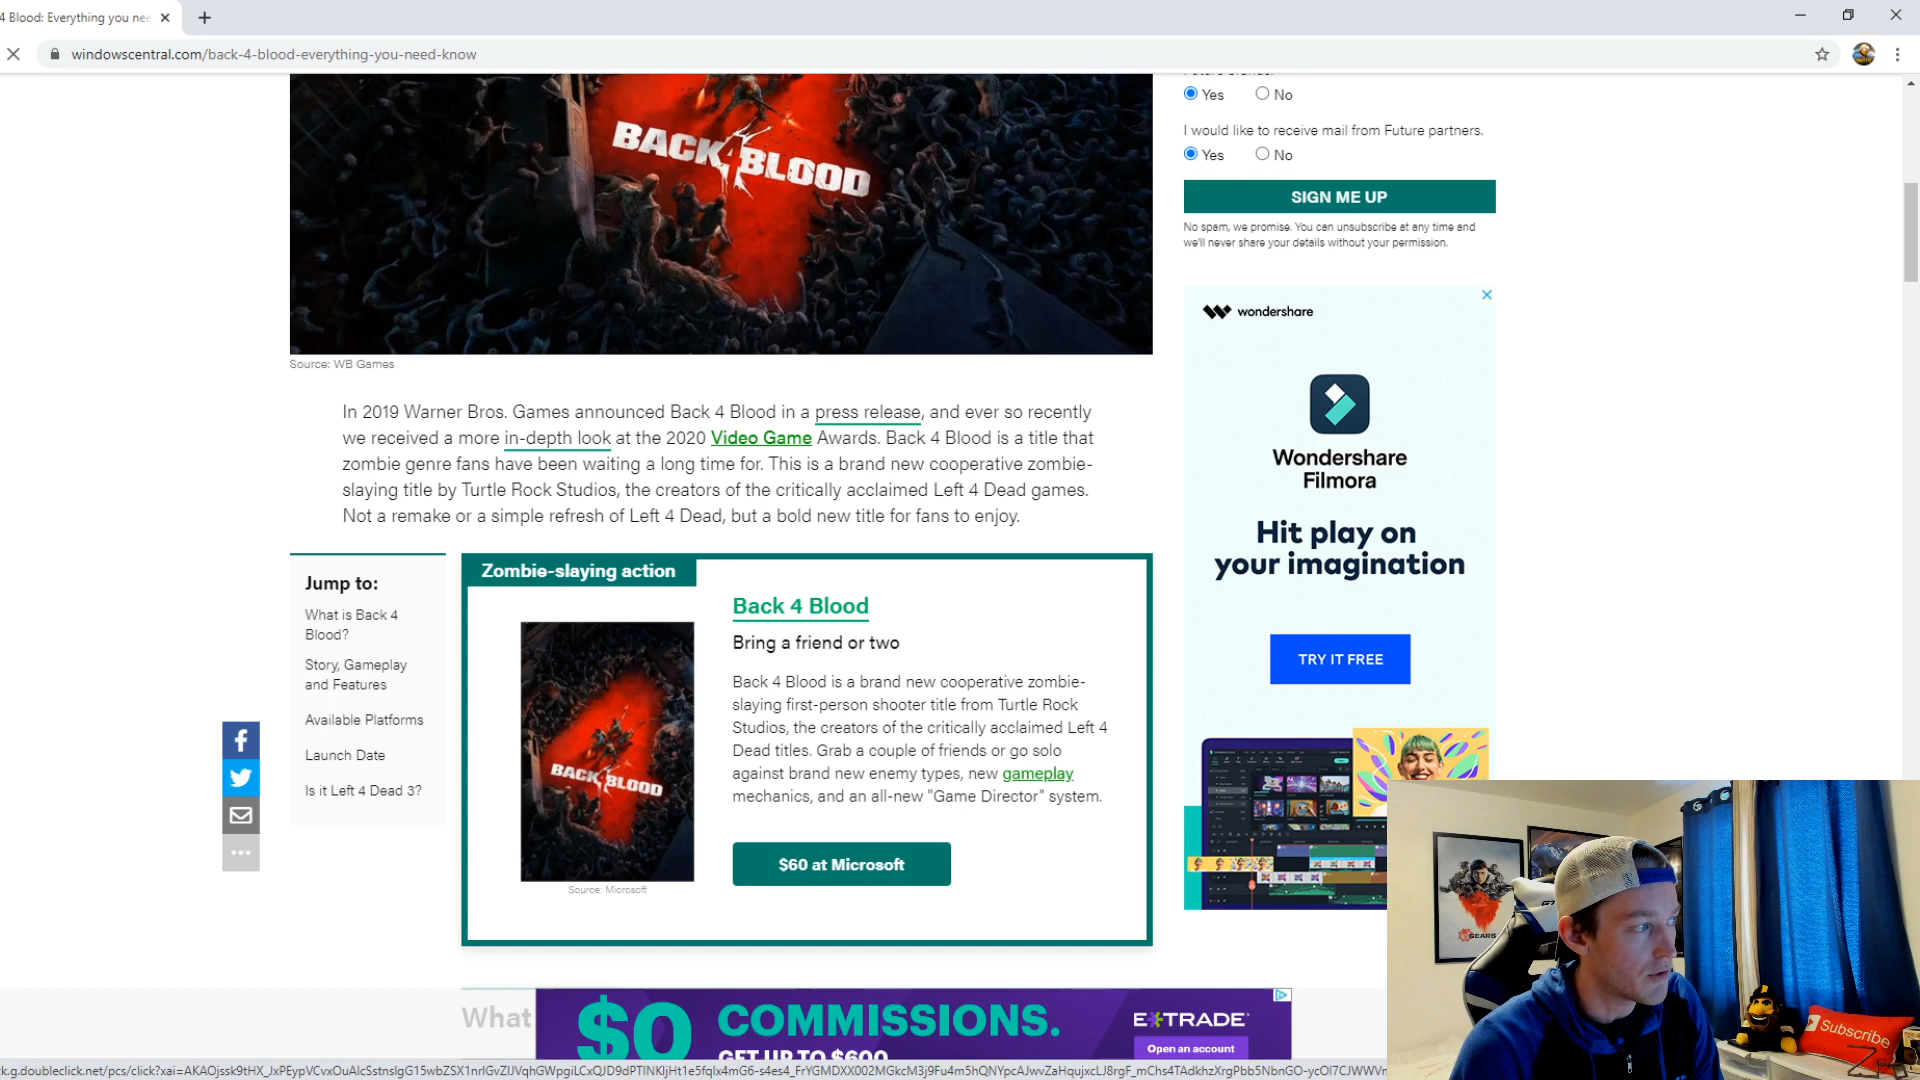 4 Blood: Everything you nee
windowscentral.com/back-4-blood-everything-you-need-know
BACK 4 BLOOD
Yes No
I would like to receive mail from Future partners.
Yes No
SIGN ME UP
No spam, we promise. You can unsubscribe at any time and
we'll never share your details without your permission.
Source: WB Games
In 2019 Warner Bros. Games announced Back 4 Blood in a press release, and ever so recently
we received a more in-depth look at the 2020 Video Game Awards. Back 4 Blood is a title that
zombie genre fans have been waiting a long time for. This is a brand new cooperative zombie-
slaying title by Turtle Rock Studios, the creators of the critically acclaimed Left 4 Dead games.
Not a remake or a simple refresh of Left 4 Dead, but a bold new title for fans to enjoy.
wondershare
Wondershare
Filmora
Hit play on
your imagination
TRY IT FREE
Jump to:
What is Back 4
Blood?
Story, Gameplay
and Features
Available Platforms
Launch Date
Is it Left 4 Dead 3?
Zombie-slaying action
BACK 4 BLOOD
Source: Microsoft
Back 4 Blood
Bring a friend or two
Back 4 Blood is a brand new cooperative zombie-
slaying first-person shooter title from Turtle Rock
Studios, the creators of the critically acclaimed Left 4
Dead titles. Grab a couple of friends or go solo
against brand new enemy types, new gameplay
mechanics, and an all-new "Game Director" system.
$60 at Microsoft
What
$0 COMMISSIONS.
GET UP TO $600
E*TRADE
Open an account
GEARS
Subscribe